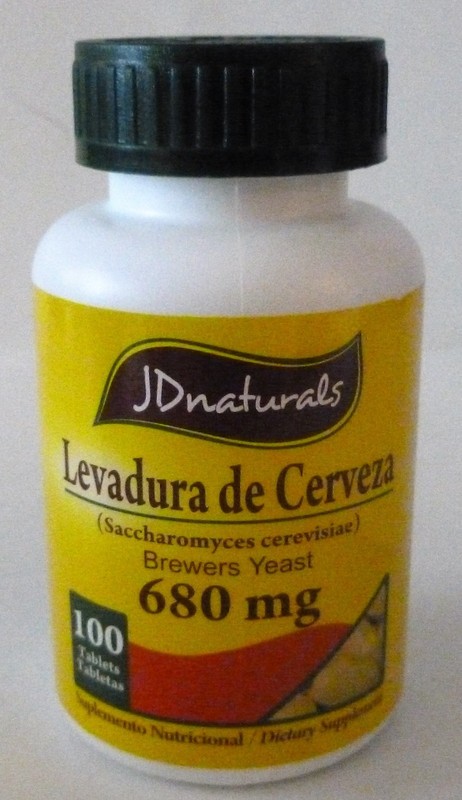 JDnaturals
Levadura de Cerveza
(Saccharomyces cerevisiae)
Brewers Yeast
680 mg
100
Tablets
Tabletas
Suplemento Nutricional / Dietary Supplement